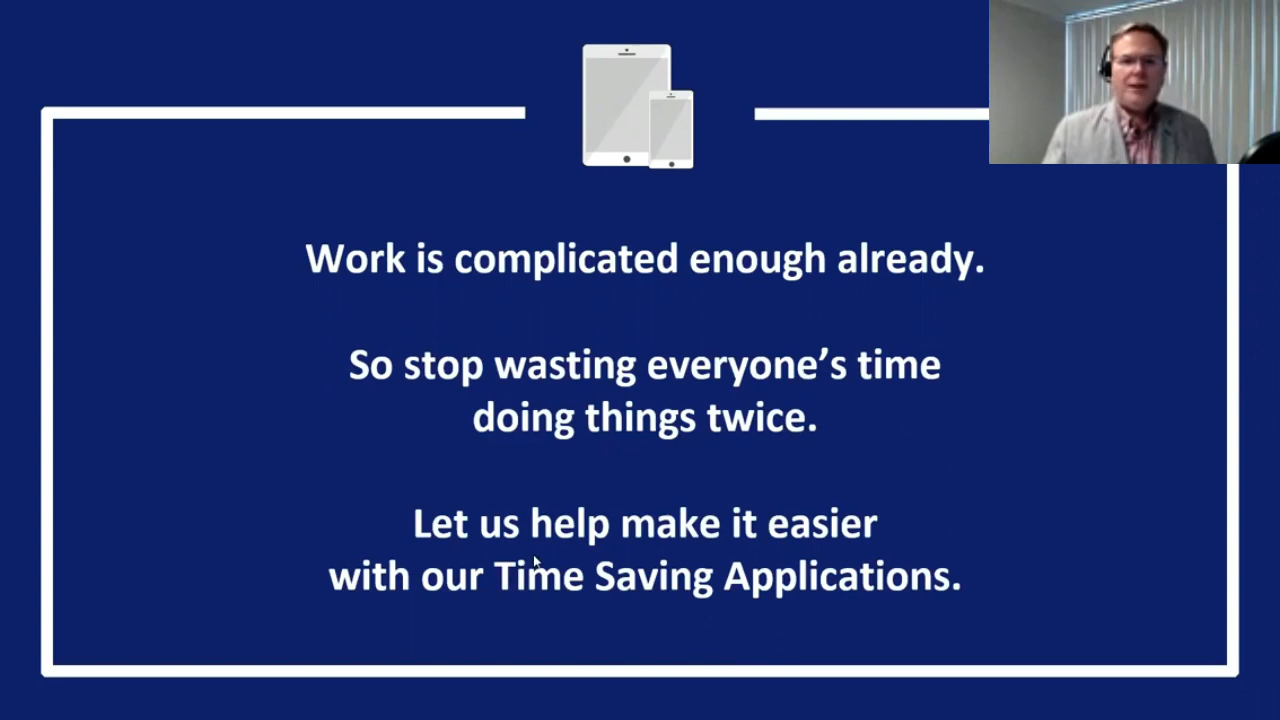 Work is complicated enough already.
So stop wasting everyone’s time
doing things twice.
Let us help make it easier
with our Time Saving Applications.